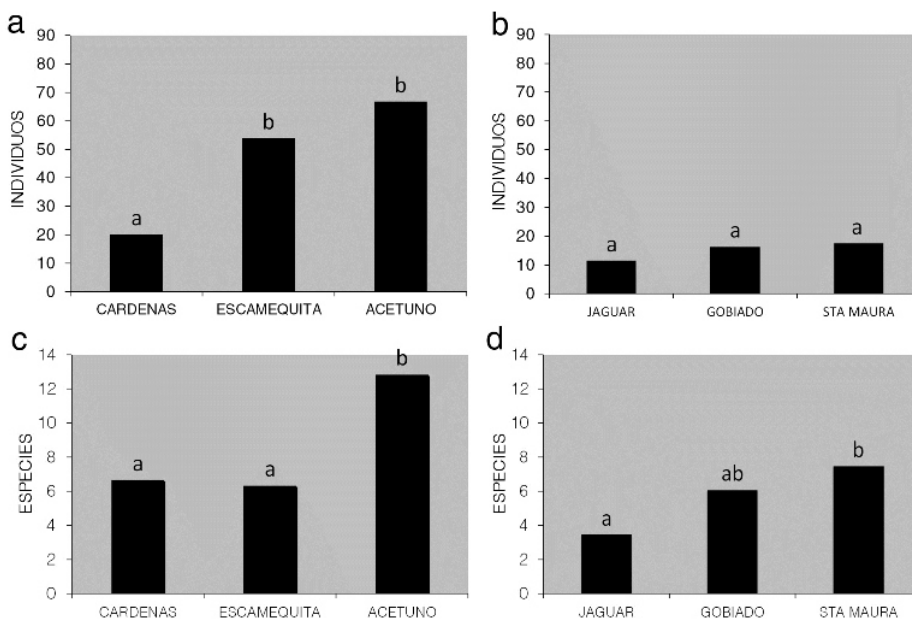 a
90
80
70
60
50
40
30
20
10
0
INDIVIDUOS
a
b
b
CARDENAS ESCAMEQUITA ACETUNO
b
90
80
70
60
50
40
30
20
10
0
INDIVIDUOS
a
a
a
JAGUAR GOBIADO STA MAURA
c
14
12
10
8
6
4
2
0
ESPECIES
a
a
b
CARDENAS ESCAMEQUITA ACETUNO
d
14
12
10
8
6
4
2
0
ESPECIES
a
ab
b
JAGUAR GOBIADO STA MAURA